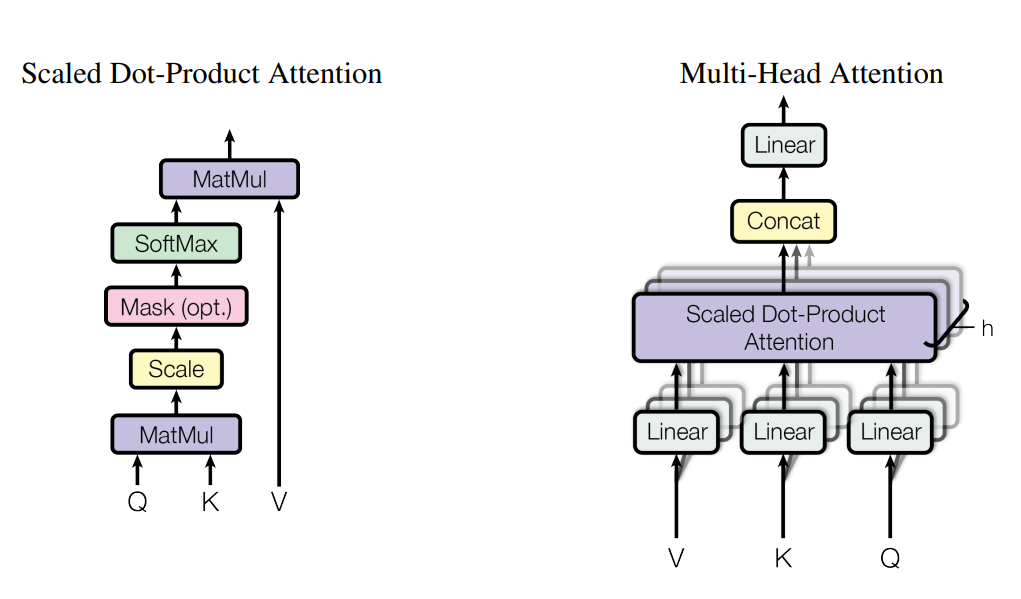 Scaled Dot-Product Attention
MatMul
SoftMax
Mask (opt.)
Scale
MatMul
Q K V
Multi-Head Attention
Linear
Concat
Scaled Dot-Product
Attention
h
Linear Linear Linear
V K Q